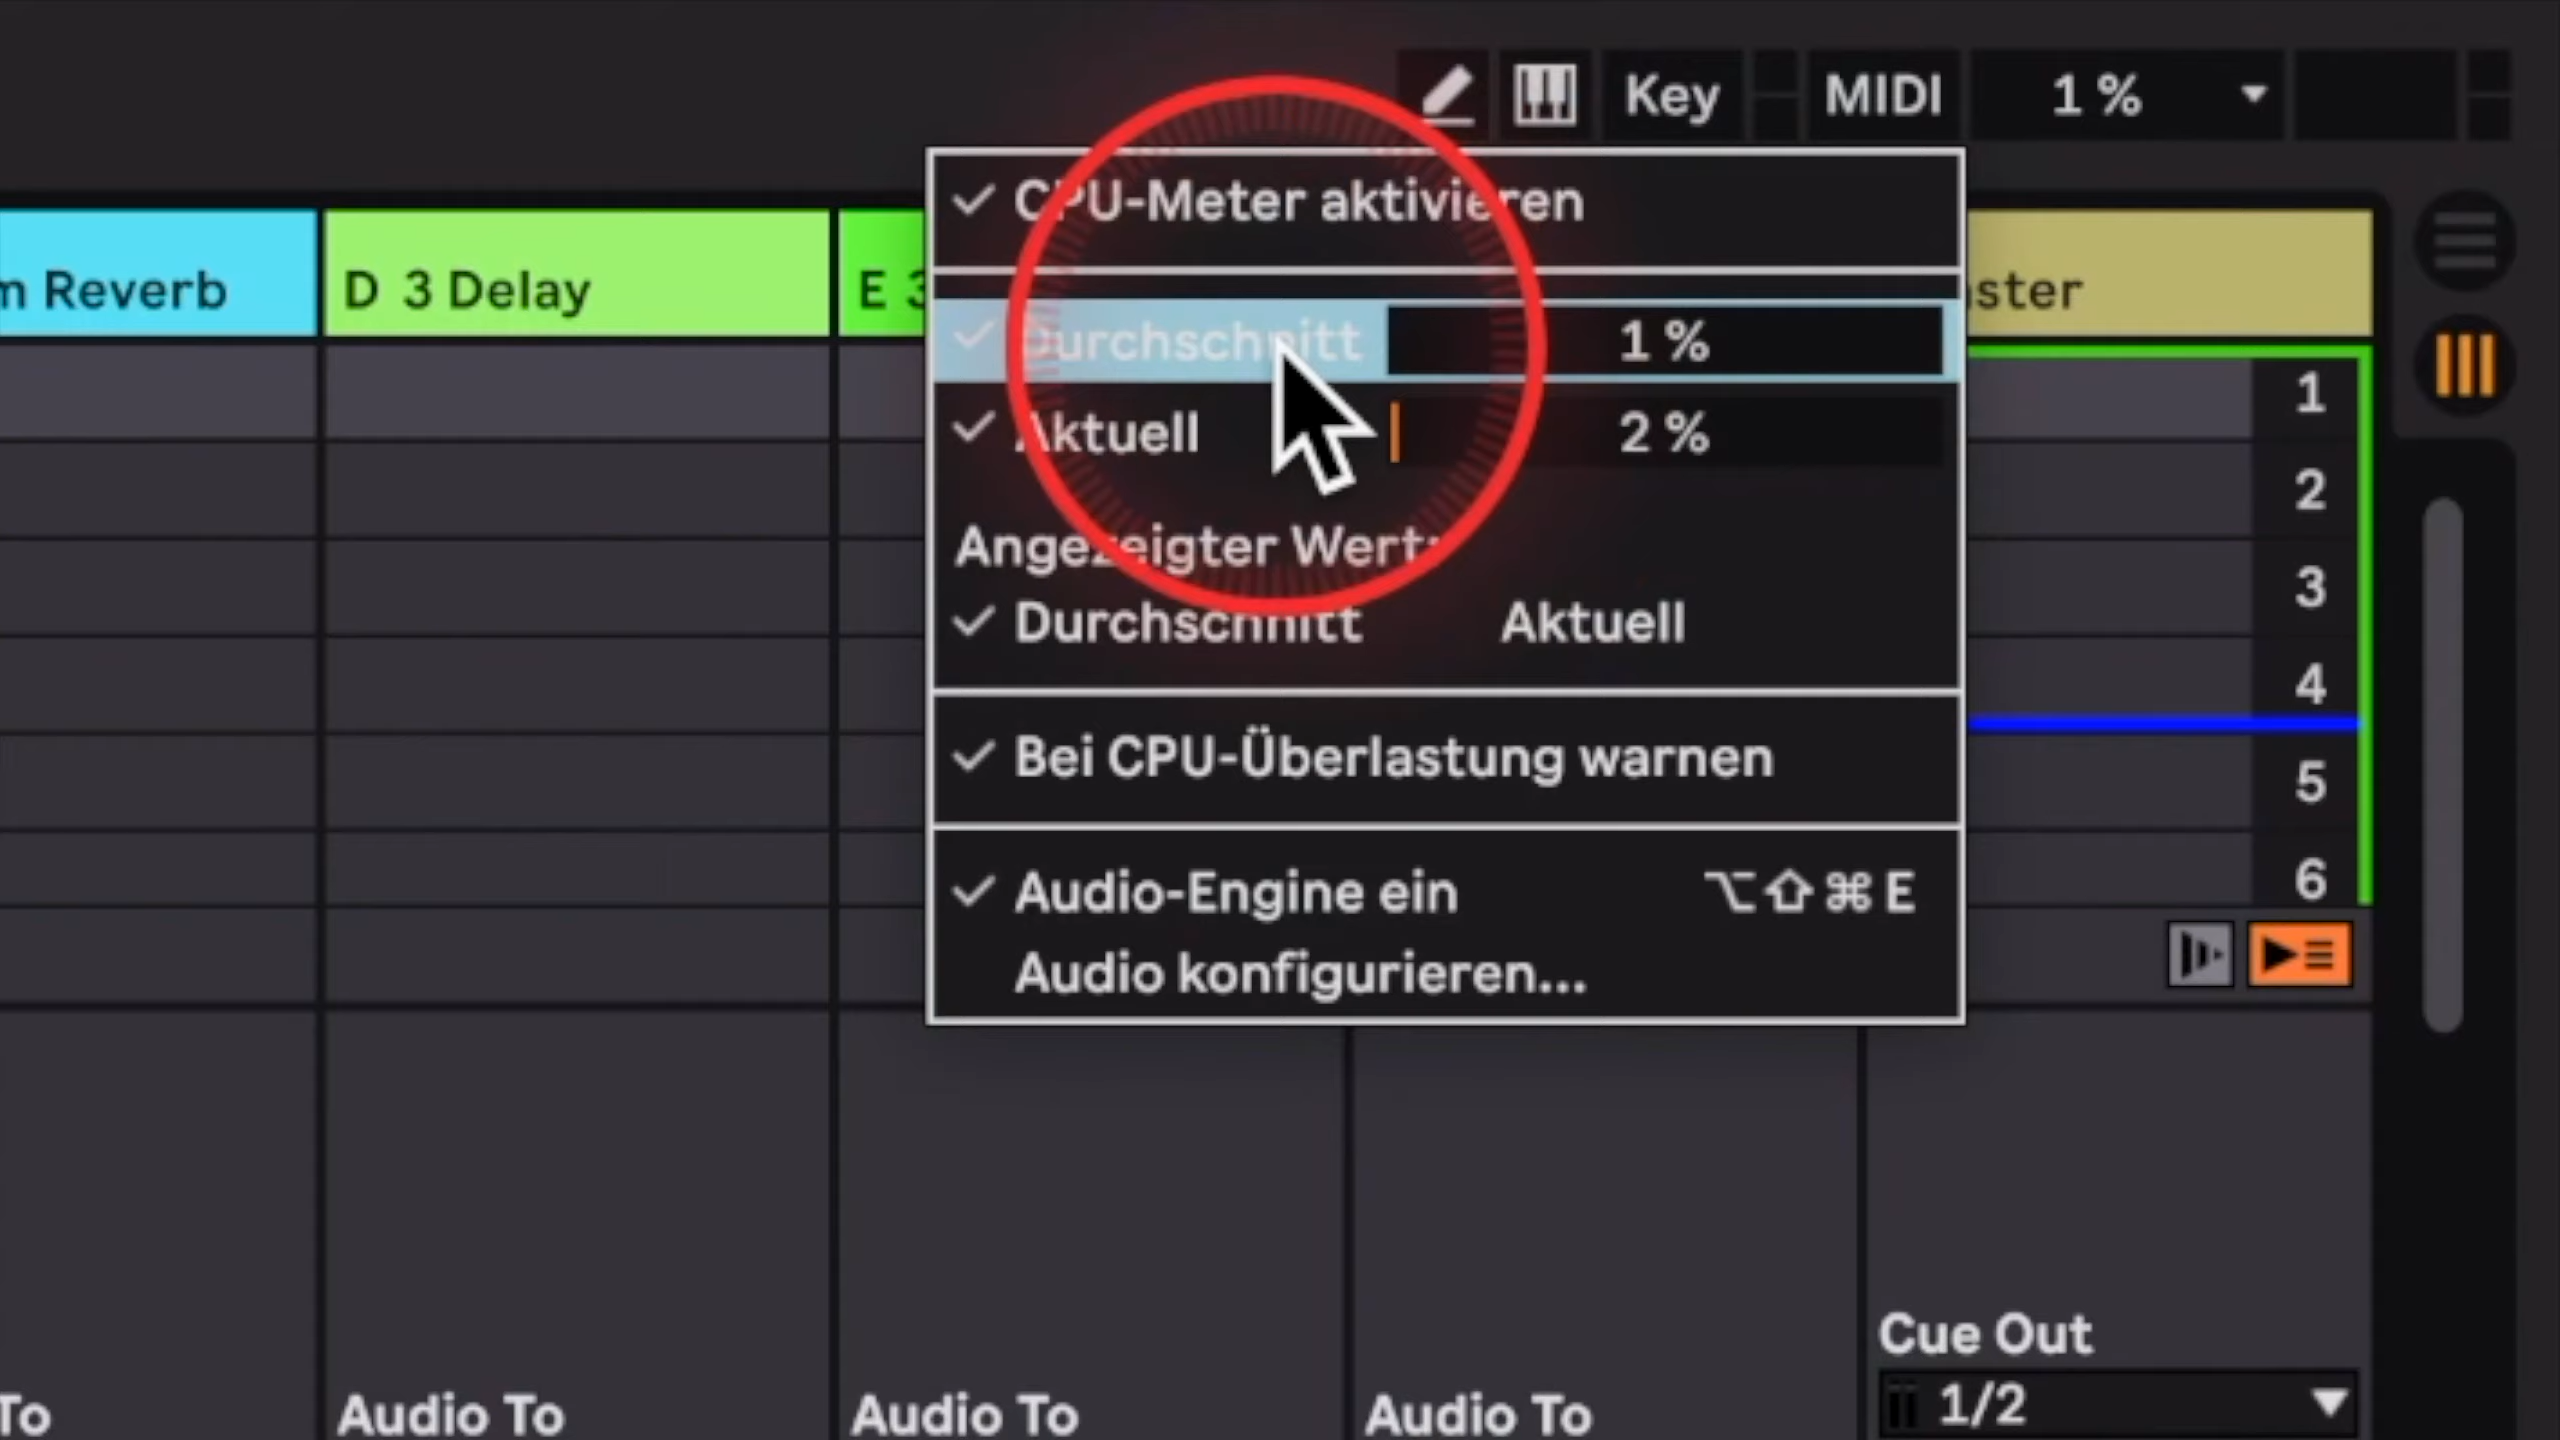 Key MIDI 1 %
✓ CPU-Meter aktivieren
m Reverb D 3 Delay E 3 ster
✓ Durchschnitt 1 %
✓ Aktuell 2 %
Angezeigter Wert:
✓ Durchschnitt Aktuell
✓ Bei CPU-Überlastung warnen
✓ Audio-Engine ein ⌥⇧⌘E
Audio konfigurieren...
1
2
3
4
5
6
Cue Out
1/2
To Audio To Audio To Audio To